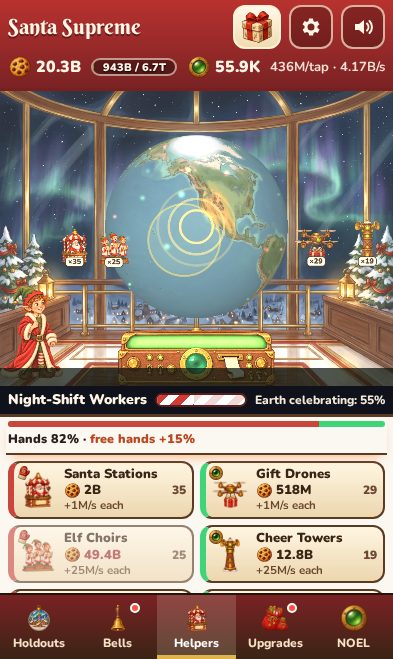 Santa Supreme
20.3B 943B / 6.7T 55.9K 436M/tap · 4.17B/s
×35 ×25 ×29 ×19
Night-Shift Workers Earth celebrating: 55%
Hands 82% · free hands +15%
Santa Stations
2B 35
+1M/s each
Gift Drones
518M 29
+1M/s each
Elf Choirs
49.4B 25
+25M/s each
Cheer Towers
12.8B 19
+25M/s each
Holdouts Bells Helpers Upgrades NOEL